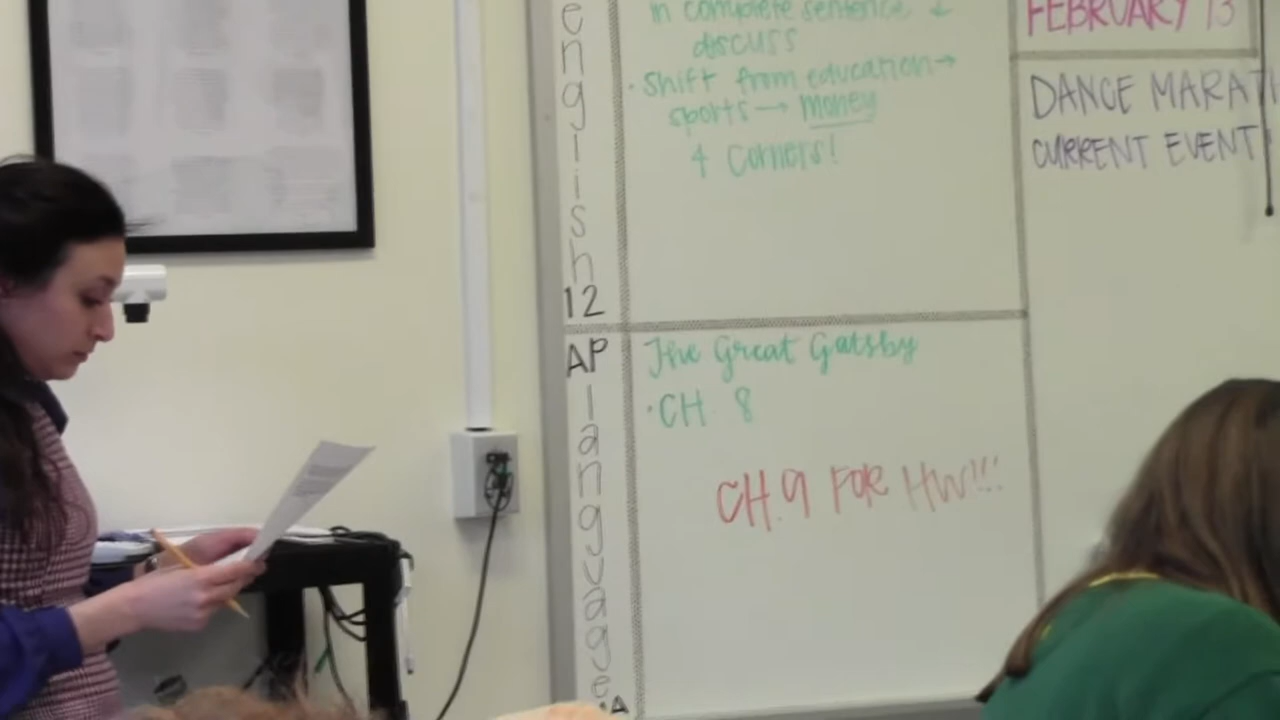 english 12
in complete sentence &
discuss
• Shift from education→
sports → money
4 Corners!
FEBRUARY 13
DANCE MARAT
CURRENT EVENT
AP language
The Great Gatsby
• CH 8
CH. 9 FOR HW!!!